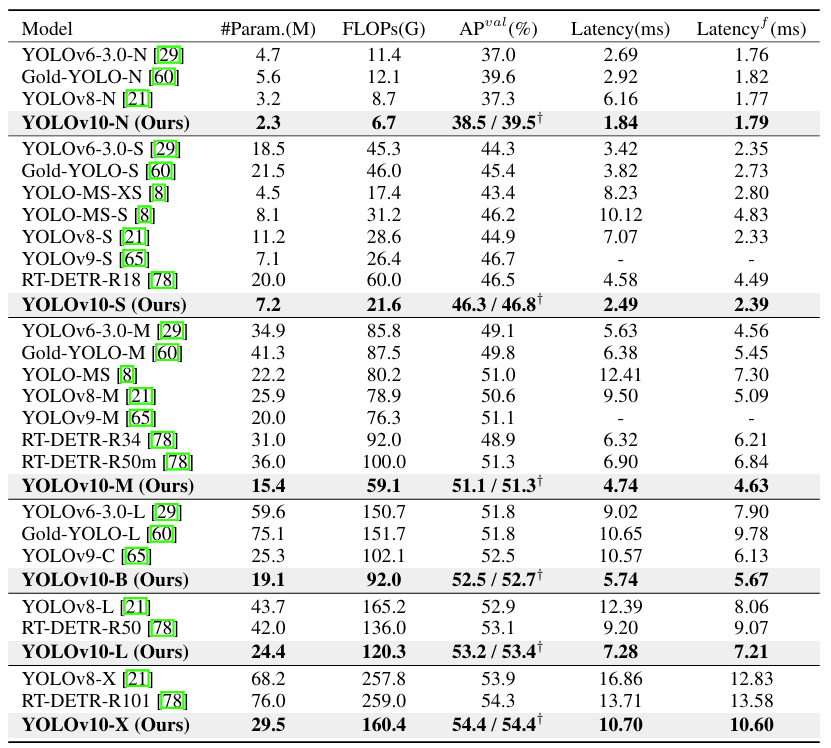 Model #Param.(M) FLOPs(G) APval(%) Latency(ms) Latencyf(ms)
YOLOv6-3.0-N [29] 4.7 11.4 37.0 2.69 1.76
Gold-YOLO-N [60] 5.6 12.1 39.6 2.92 1.82
YOLOv8-N [21] 3.2 8.7 37.3 6.16 1.77
YOLOv10-N (Ours) 2.3 6.7 38.5 / 39.5† 1.84 1.79
YOLOv6-3.0-S [29] 18.5 45.3 44.3 3.42 2.35
Gold-YOLO-S [60] 21.5 46.0 45.4 3.82 2.73
YOLO-MS-XS [8] 4.5 17.4 43.4 8.23 2.80
YOLO-MS-S [8] 8.1 31.2 46.2 10.12 4.83
YOLOv8-S [21] 11.2 28.6 44.9 7.07 2.33
YOLOv9-S [65] 7.1 26.4 46.7 - -
RT-DETR-R18 [78] 20.0 60.0 46.5 4.58 4.49
YOLOv10-S (Ours) 7.2 21.6 46.3 / 46.8† 2.49 2.39
YOLOv6-3.0-M [29] 34.9 85.8 49.1 5.63 4.56
Gold-YOLO-M [60] 41.3 87.5 49.8 6.38 5.45
YOLO-MS [8] 22.2 80.2 51.0 12.41 7.30
YOLOv8-M [21] 25.9 78.9 50.6 9.50 5.09
YOLOv9-M [65] 20.0 76.3 51.1 - -
RT-DETR-R34 [78] 31.0 92.0 48.9 6.32 6.21
RT-DETR-R50m [78] 36.0 100.0 51.3 6.90 6.84
YOLOv10-M (Ours) 15.4 59.1 51.1 / 51.3† 4.74 4.63
YOLOv6-3.0-L [29] 59.6 150.7 51.8 9.02 7.90
Gold-YOLO-L [60] 75.1 151.7 51.8 10.65 9.78
YOLOv9-C [65] 25.3 102.1 52.5 10.57 6.13
YOLOv10-B (Ours) 19.1 92.0 52.5 / 52.7† 5.74 5.67
YOLOv8-L [21] 43.7 165.2 52.9 12.39 8.06
RT-DETR-R50 [78] 42.0 136.0 53.1 9.20 9.07
YOLOv10-L (Ours) 24.4 120.3 53.2 / 53.4† 7.28 7.21
YOLOv8-X [21] 68.2 257.8 53.9 16.86 12.83
RT-DETR-R101 [78] 76.0 259.0 54.3 13.71 13.58
YOLOv10-X (Ours) 29.5 160.4 54.4 / 54.4† 10.70 10.60